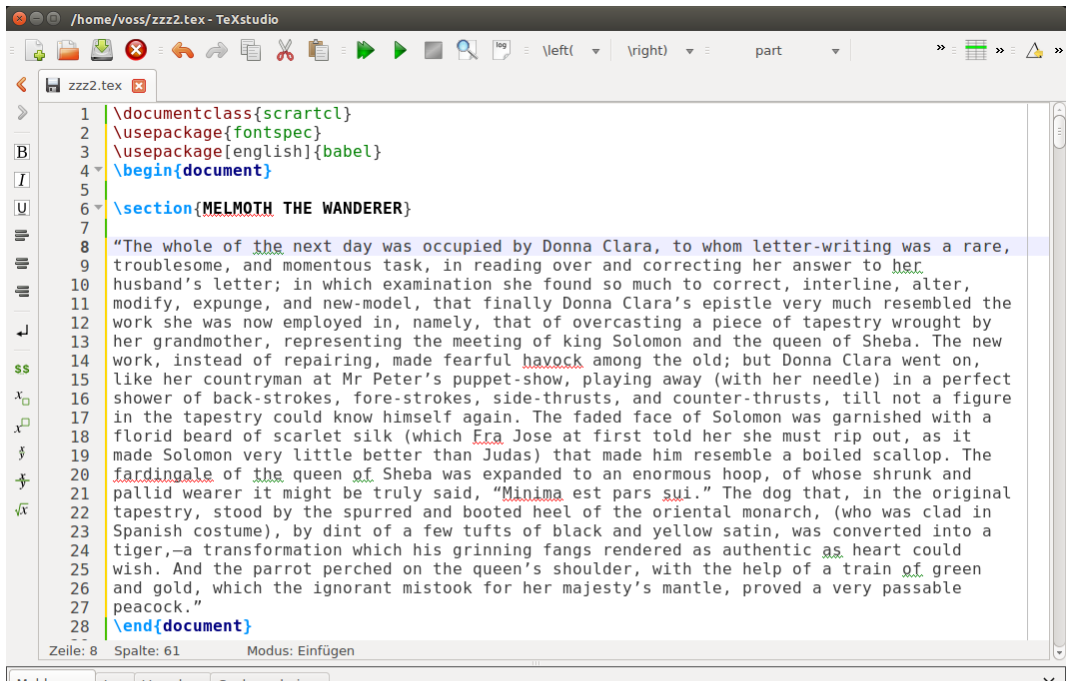 /home/voss/zzz2.tex - TeXstudio
log \left( \right) part » » »
zzz2.tex
1 \documentclass{scrartcl}
2 \usepackage{fontspec}
B 3 \usepackage[english]{babel}
4 \begin{document}
I 5
U 6 \section{MELMOTH THE WANDERER}
7
8 “The whole of the next day was occupied by Donna Clara, to whom letter-writing was a rare,
9 troublesome, and momentous task, in reading over and correcting her answer to her
10 husband’s letter; in which examination she found so much to correct, interline, alter,
11 modify, expunge, and new-model, that finally Donna Clara’s epistle very much resembled the
12 work she was now employed in, namely, that of overcasting a piece of tapestry wrought by
13 her grandmother, representing the meeting of king Solomon and the queen of Sheba. The new
14 work, instead of repairing, made fearful havock among the old; but Donna Clara went on,
$$ 15 like her countryman at Mr Peter’s puppet-show, playing away (with her needle) in a perfect
x 16 shower of back-strokes, fore-strokes, side-thrusts, and counter-thrusts, till not a figure
x 17 in the tapestry could know himself again. The faded face of Solomon was garnished with a
18 florid beard of scarlet silk (which Fra Jose at first told her she must rip out, as it
x/y 19 made Solomon very little better than Judas) that made him resemble a boiled scallop. The
x/y 20 fardingale of the queen of Sheba was expanded to an enormous hoop, of whose shrunk and
21 pallid wearer it might be truly said, “Minima est pars sui.” The dog that, in the original
√x 22 tapestry, stood by the spurred and booted heel of the oriental monarch, (who was clad in
23 Spanish costume), by dint of a few tufts of black and yellow satin, was converted into a
24 tiger,—a transformation which his grinning fangs rendered as authentic as heart could
25 wish. And the parrot perched on the queen’s shoulder, with the help of a train of green
26 and gold, which the ignorant mistook for her majesty’s mantle, proved a very passable
27 peacock.”
28 \end{document}
Zeile: 8 Spalte: 61 Modus: Einfügen